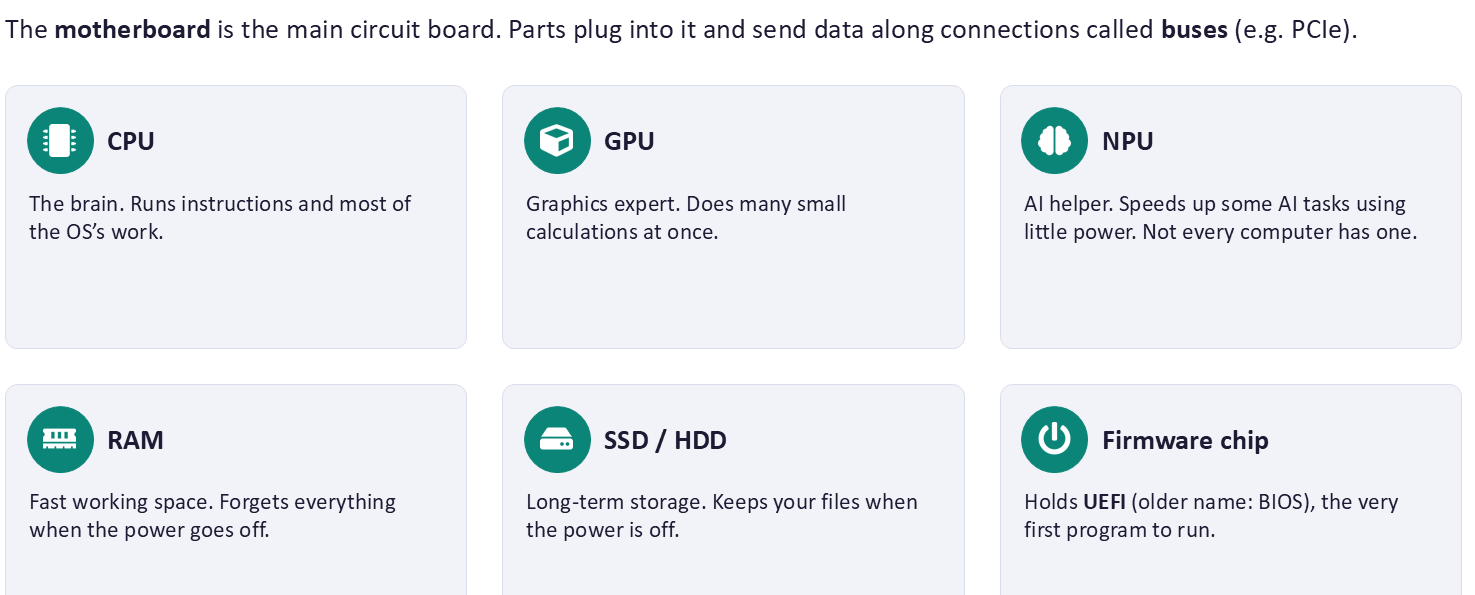 The motherboard is the main circuit board. Parts plug into it and send data along connections called buses (e.g. PCIe).
CPU
The brain. Runs instructions and most of
the OS’s work.
GPU
Graphics expert. Does many small
calculations at once.
NPU
AI helper. Speeds up some AI tasks using
little power. Not every computer has one.
RAM
Fast working space. Forgets everything
when the power goes off.
SSD / HDD
Long-term storage. Keeps your files when
the power is off.
Firmware chip
Holds UEFI (older name: BIOS), the very
first program to run.